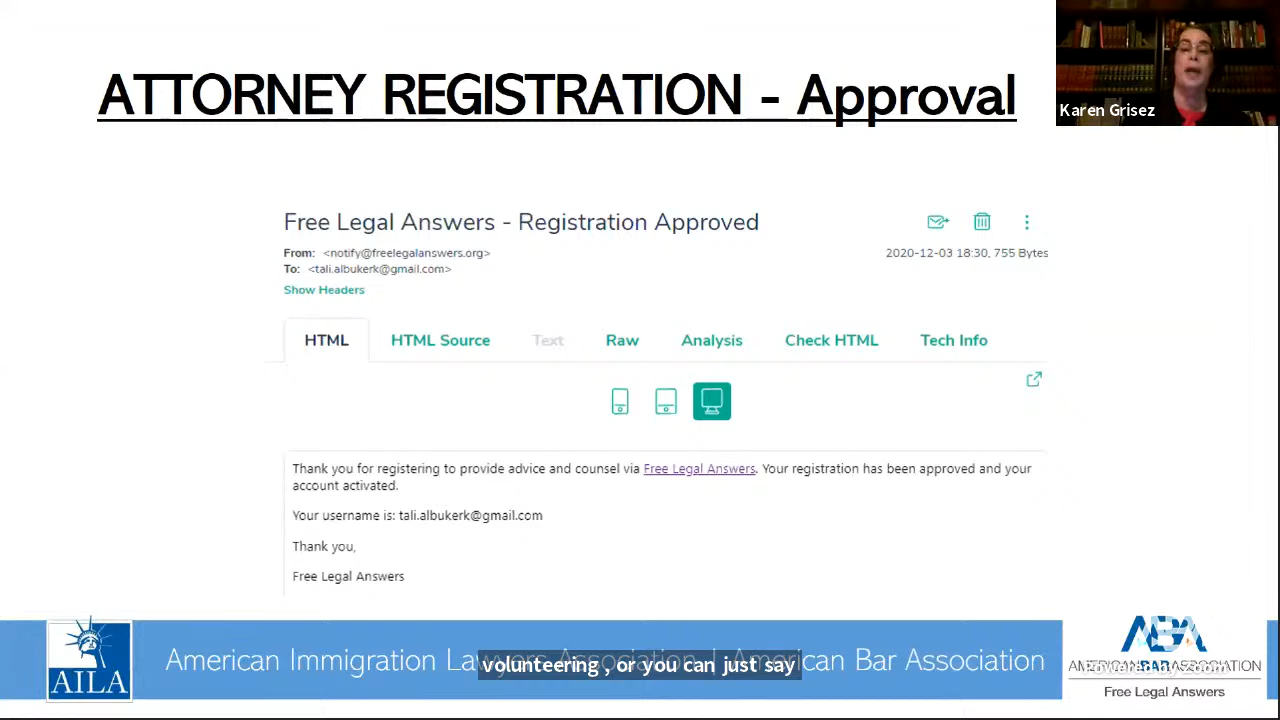 ATTORNEY REGISTRATION - Approval
Karen Grisez
Free Legal Answers - Registration Approved
From: <notify@freelegalanswers.org>
2020-12-03 18:30, 755 Bytes
To: <tali.albukerk@gmail.com>
Show Headers
HTML HTML Source Text Raw Analysis Check HTML Tech Info
Thank you for registering to provide advice and counsel via Free Legal Answers. Your registration has been approved and your
account activated.
Your username is: tali.albukerk@gmail.com
Thank you,
Free Legal Answers
AILA
American Immigration Lawyers Association | American Bar Association
volunteering , or you can just say
ABA
AMERICAN BAR ASSOCIATION
Powered by Zoom
Free Legal Answers